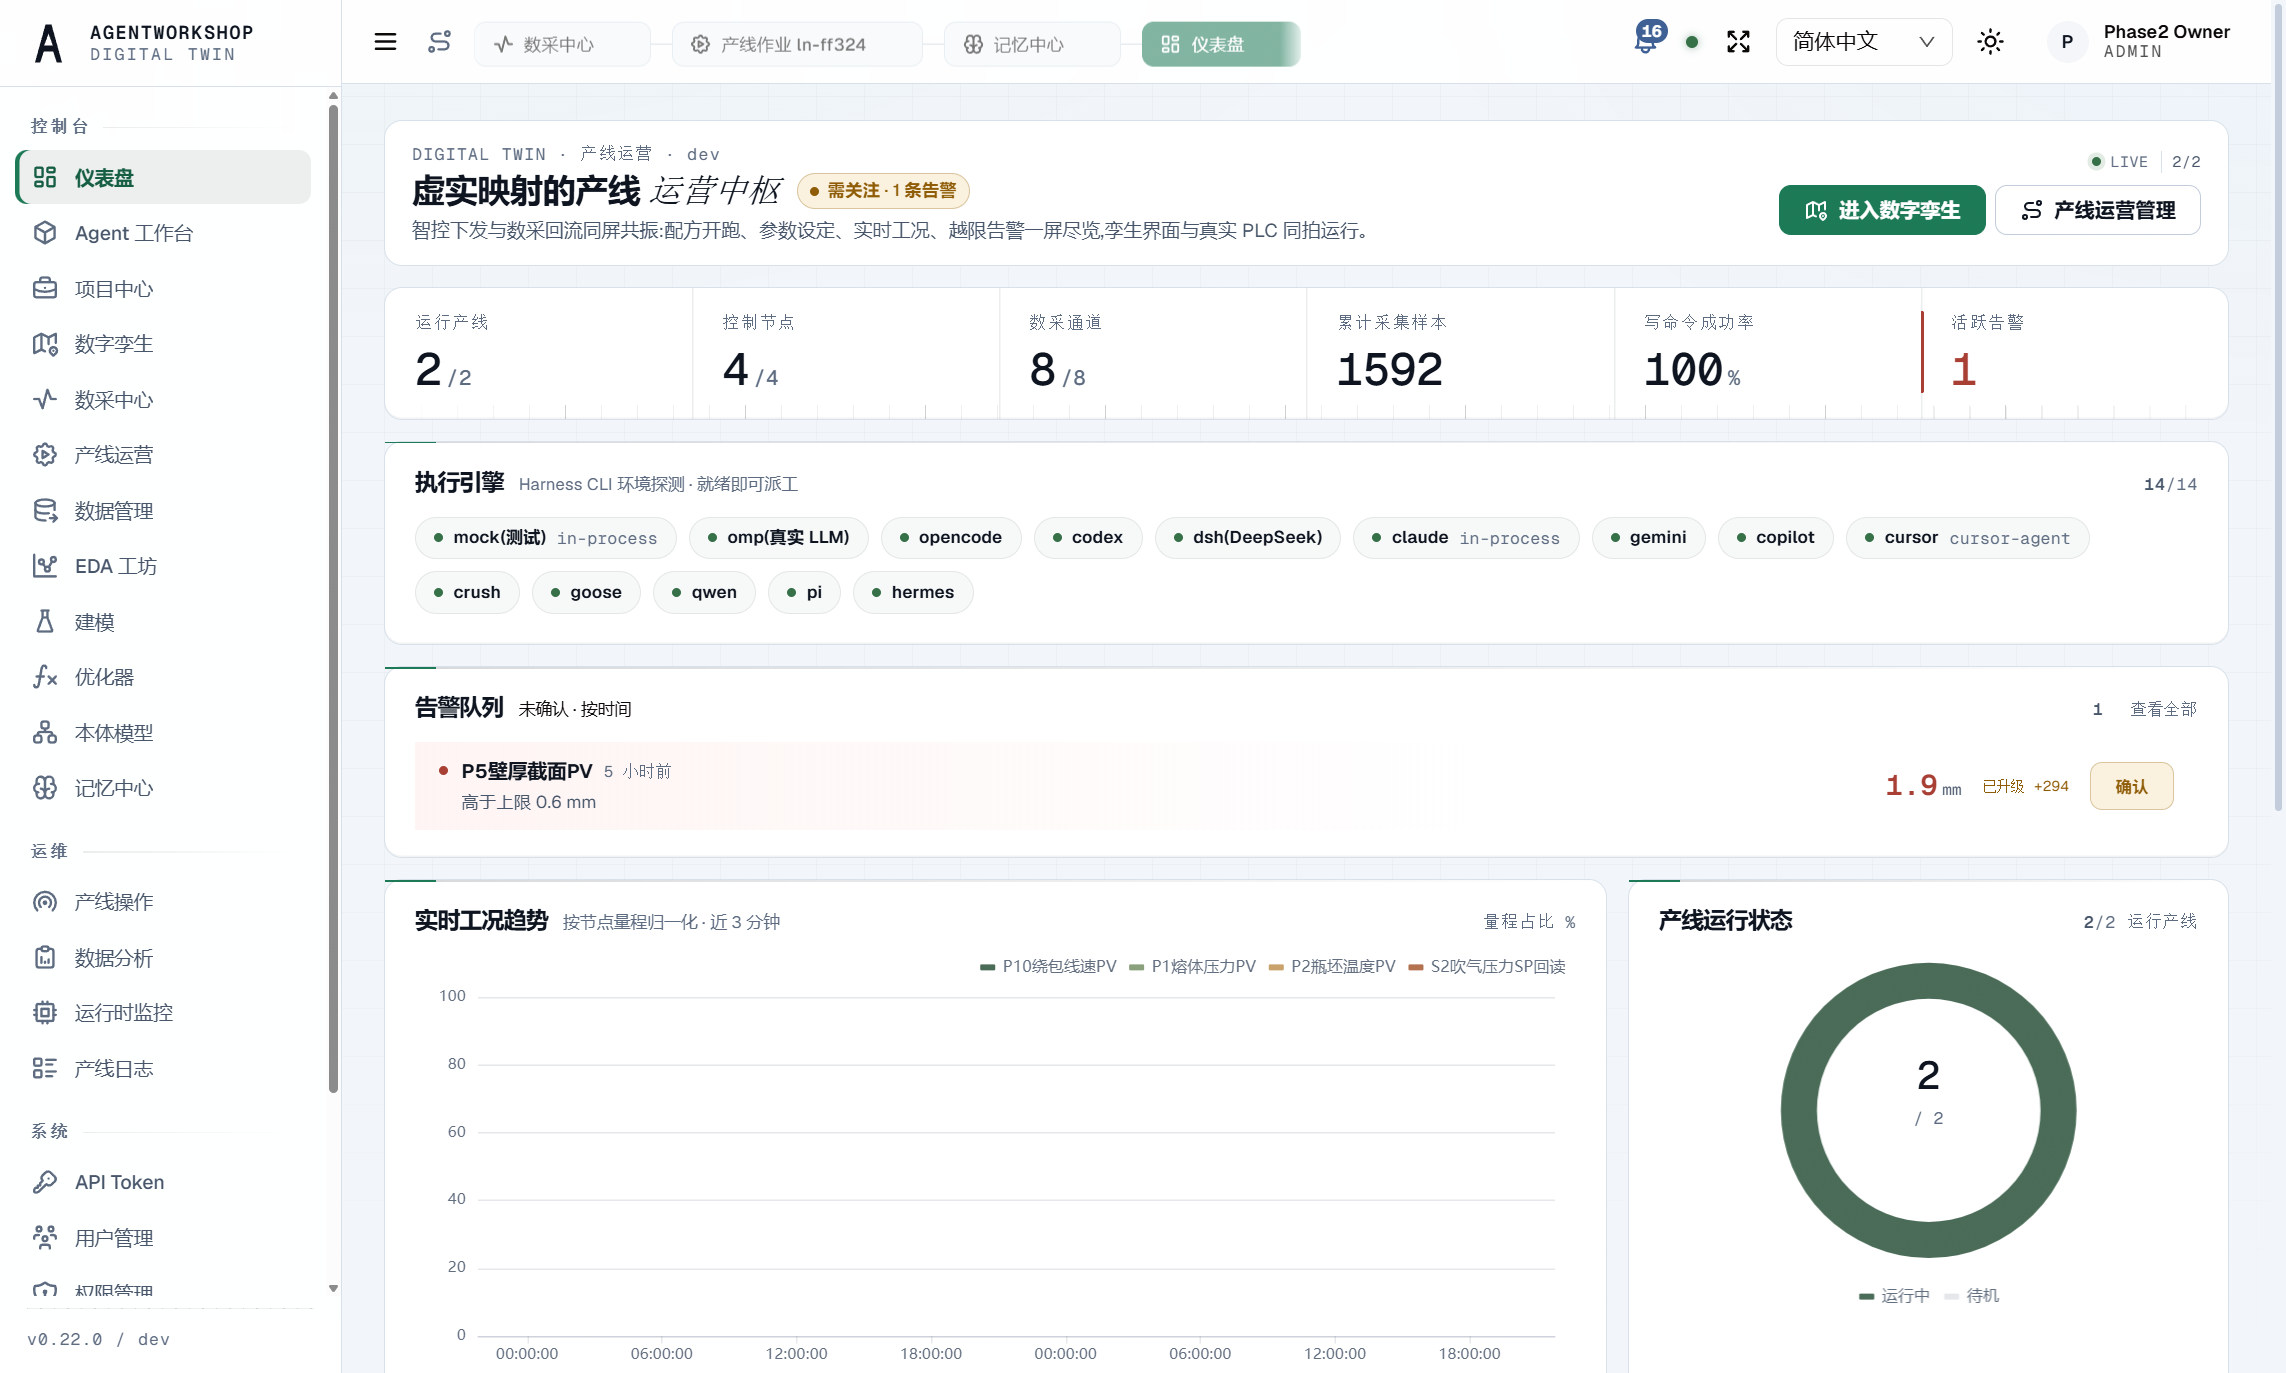 AGENTWORKSHOP
DIGITAL TWIN
数采中心
产线作业 ln-ff324
记忆中心
仪表盘
16
简体中文
P
Phase2 Owner
ADMIN
控制台
仪表盘
Agent 工作台
项目中心
数字孪生
数采中心
产线运营
数据管理
EDA 工坊
建模
优化器
本体模型
记忆中心
运维
产线操作
数据分析
运行时监控
产线日志
系统
API Token
用户管理
权限管理
v0.22.0 / dev
DIGITAL TWIN · 产线运营 · dev
虚实映射的产线 运营中枢
需关注 · 1 条告警
智控下发与数采回流同屏共振:配方开跑、参数设定、实时工况、越限告警一屏尽览,孪生界面与真实 PLC 同拍运行。
LIVE 2/2
进入数字孪生
产线运营管理
运行产线
2 /2
控制节点
4 /4
数采通道
8 /8
累计采集样本
1592
写命令成功率
100 %
活跃告警
1
执行引擎 Harness CLI 环境探测 · 就绪即可派工
14/14
mock(测试) in-process
omp(真实 LLM)
opencode
codex
dsh(DeepSeek)
claude in-process
gemini
copilot
cursor cursor-agent
crush
goose
qwen
pi
hermes
告警队列 未确认 · 按时间
1 查看全部
P5壁厚截面PV 5 小时前
高于上限 0.6 mm
1.9 mm 已升级 +294 确认
实时工况趋势 按节点量程归一化 · 近 3 分钟
量程占比 %
P10绕包线速PV P1熔体压力PV P2瓶坯温度PV S2吹气压力SP回读
100
80
60
40
20
0
00:00:00 06:00:00 12:00:00 18:00:00 00:00:00 06:00:00 12:00:00 18:00:00
产线运行状态
2/2 运行产线
2
/ 2
运行中 待机